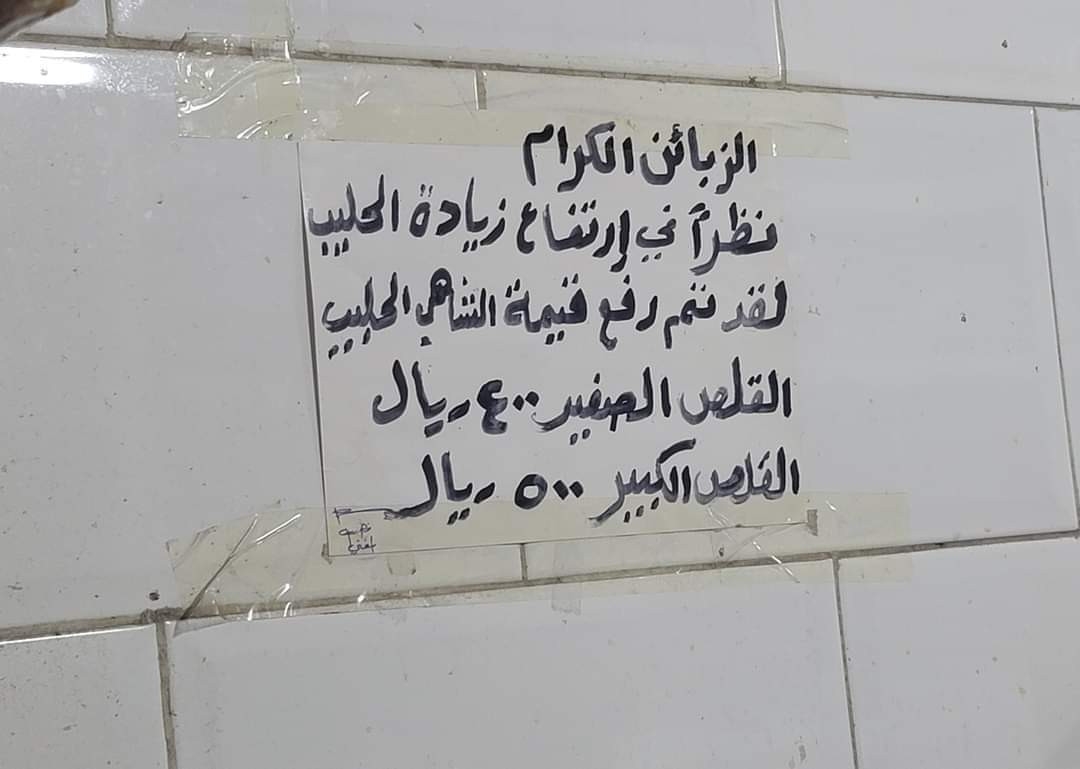 الزبائن الكرام
نظراً في إرتفاع زيادة الحليب
لقد تم رفع قيمة الشاهي الحليب
القلص الصغير ٤٠٠ ريال
القلص الكبير ٥٠٠ ريال